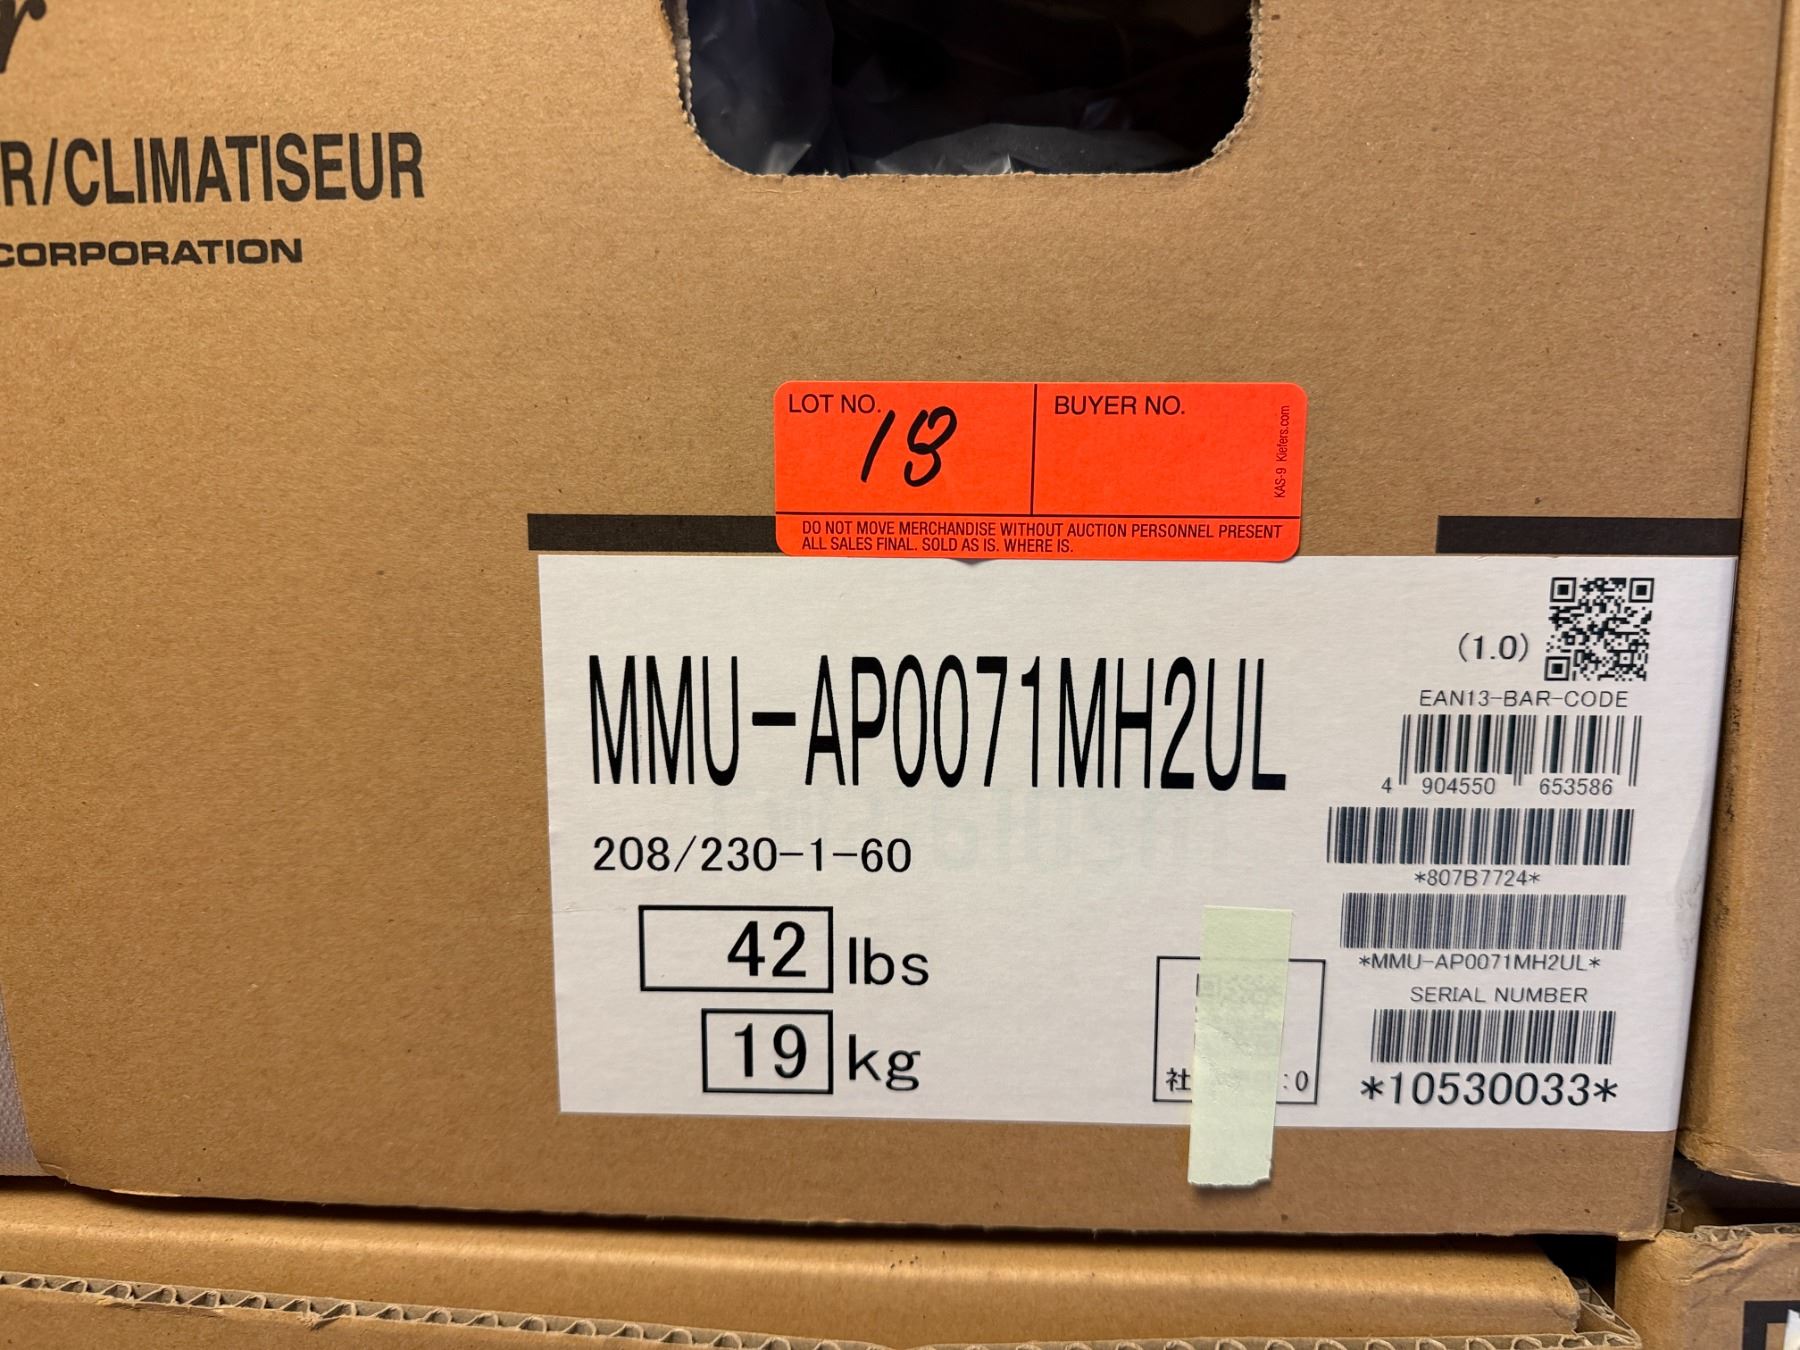 R/CLIMATISEUR
CORPORATION
LOT NO. 18
BUYER NO.
KAS-9 Kiefers.com
DO NOT MOVE MERCHANDISE WITHOUT AUCTION PERSONNEL PRESENT
ALL SALES FINAL. SOLD AS IS. WHERE IS.
(1.0)
EAN13-BAR-CODE
4 904550 653586
MMU-AP0071MH2UL
208/230-1-60
*807B7724*
42 lbs
*MMU-AP0071MH2UL*
SERIAL NUMBER
19 kg
社 :0
*10530033*